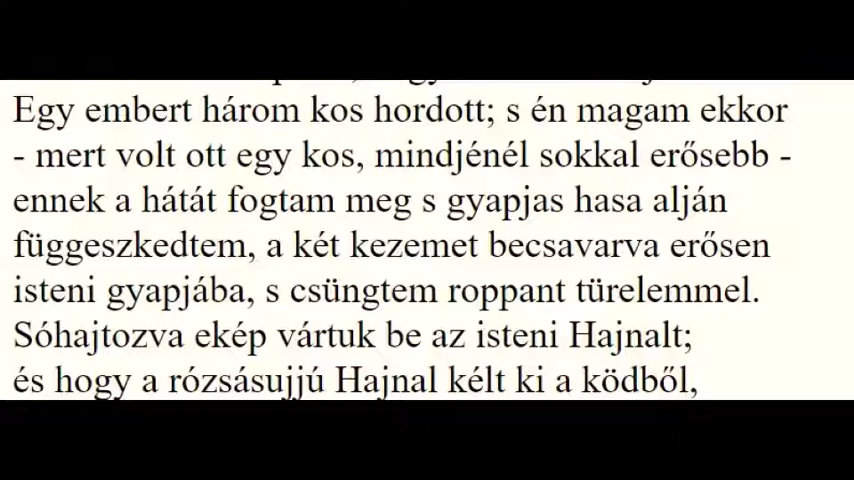 Egy embert három kos hordott; s én magam ekkor
- mert volt ott egy kos, mindjénél sokkal erősebb -
ennek a hátát fogtam meg s gyapjas hasa alján
függeszkedtem, a két kezemet becsavarva erősen
isteni gyapjába, s csüngtem roppant türelemmel.
Sóhajtozva ekép vártuk be az isteni Hajnalt;
és hogy a rózsásujjú Hajnal kélt ki a ködből,